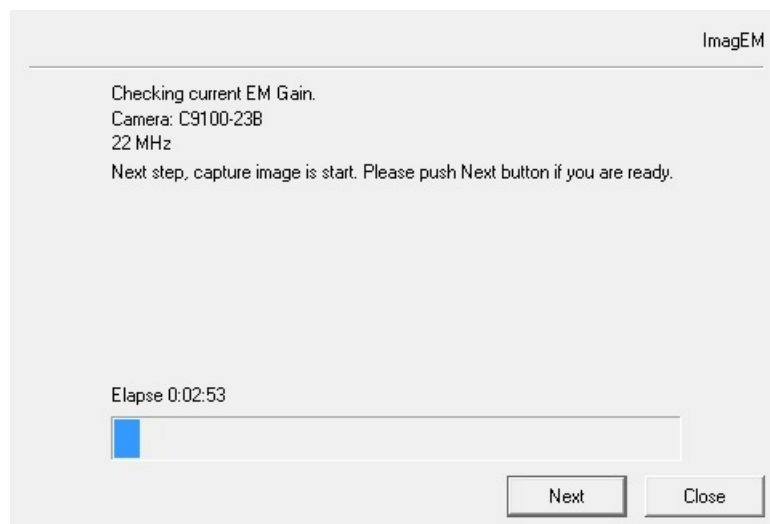 ImagEM
Checking current EM Gain.
Camera: C9100-23B
22 MHz
Next step, capture image is start. Please push Next button if you are ready.
Elapse 0:02:53
Next
Close